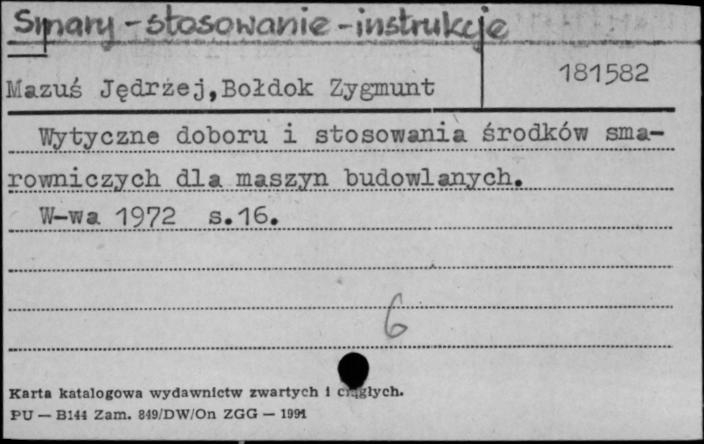 Smary - stosowanie - instrukcje
Mazuś Jędrzej, Bołdok Zygmunt
181582
Wytyczne doboru i stosowania środków sma-
rowniczych dla maszyn budowlanych.
W-wa 1972 s.16.
6
Karta katalogowa wydawnictw zwartych i ciągłych.
PU — B144 Zam. 849/DW/On ZGG — 1991